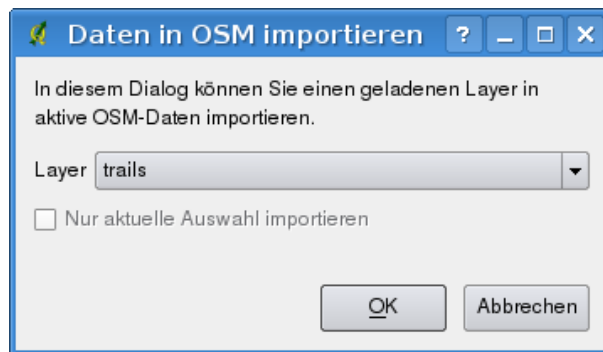 Daten in OSM importieren
In diesem Dialog können Sie einen geladenen Layer in
aktive OSM-Daten importieren.
Layer trails
Nur aktuelle Auswahl importieren
OK Abbrechen